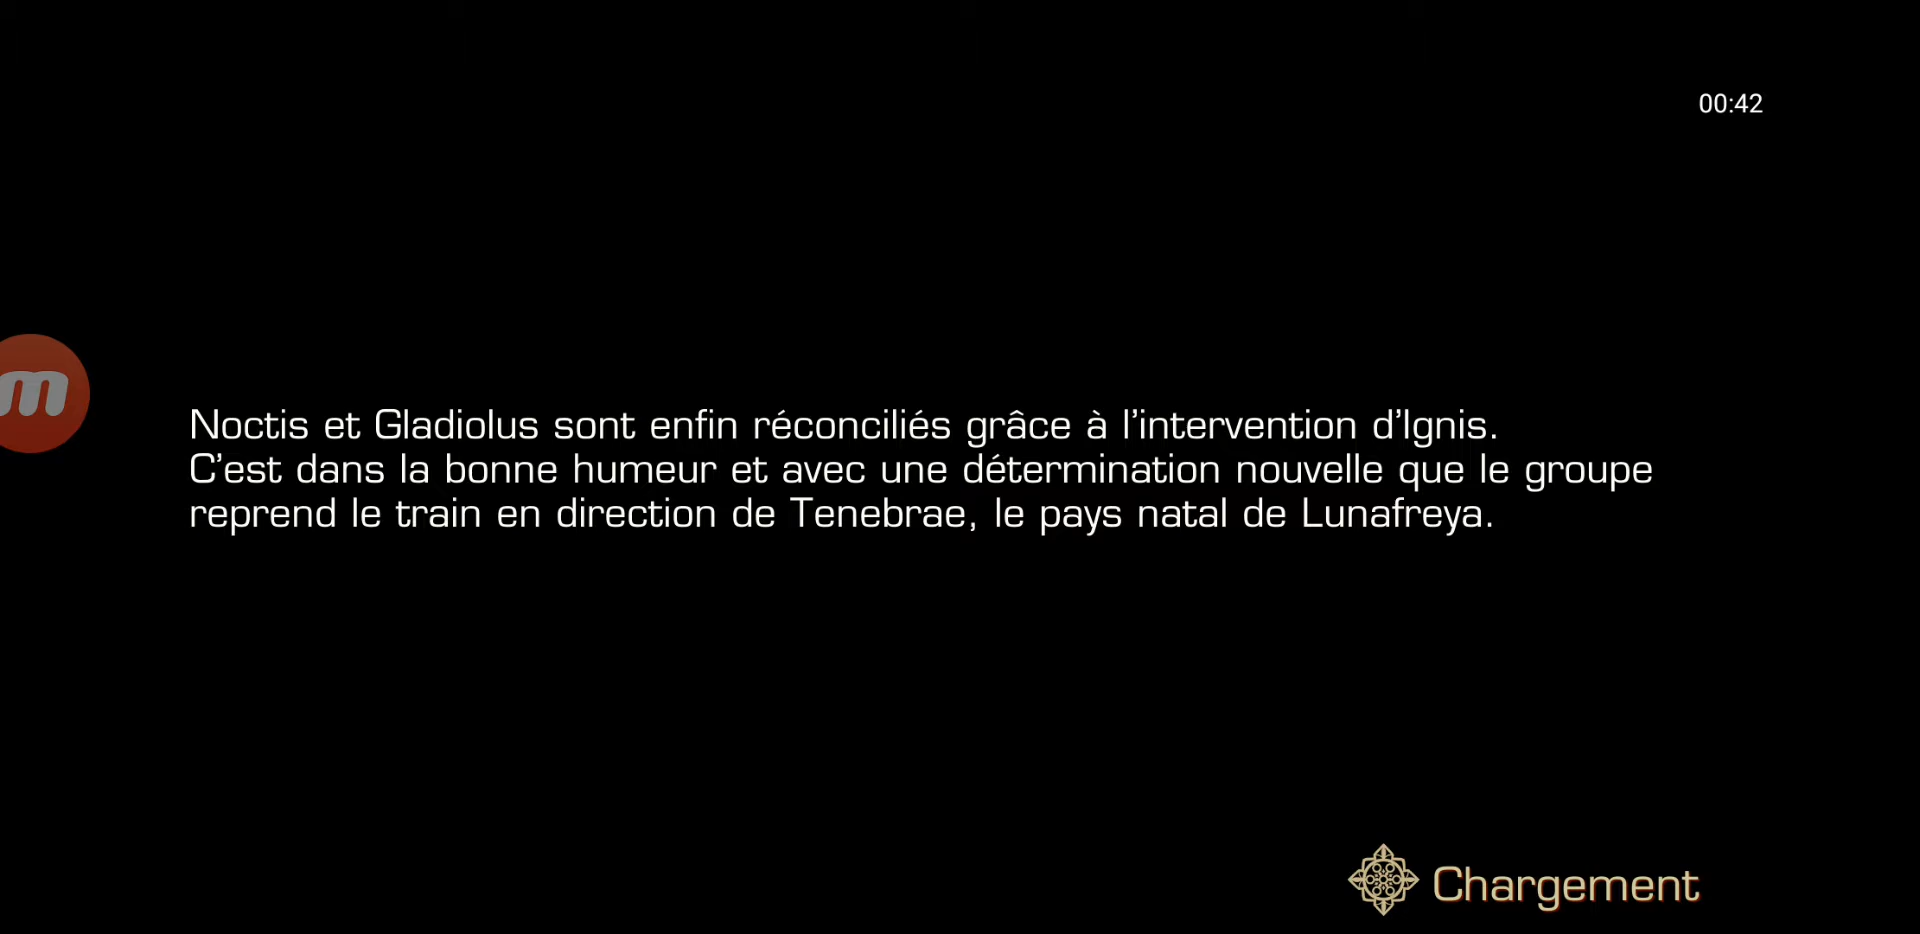 00:42
m
Noctis et Gladiolus sont enfin réconciliés grâce à l’intervention d’Ignis.
C’est dans la bonne humeur et avec une détermination nouvelle que le groupe
reprend le train en direction de Tenebrae, le pays natal de Lunafreya.
Chargement